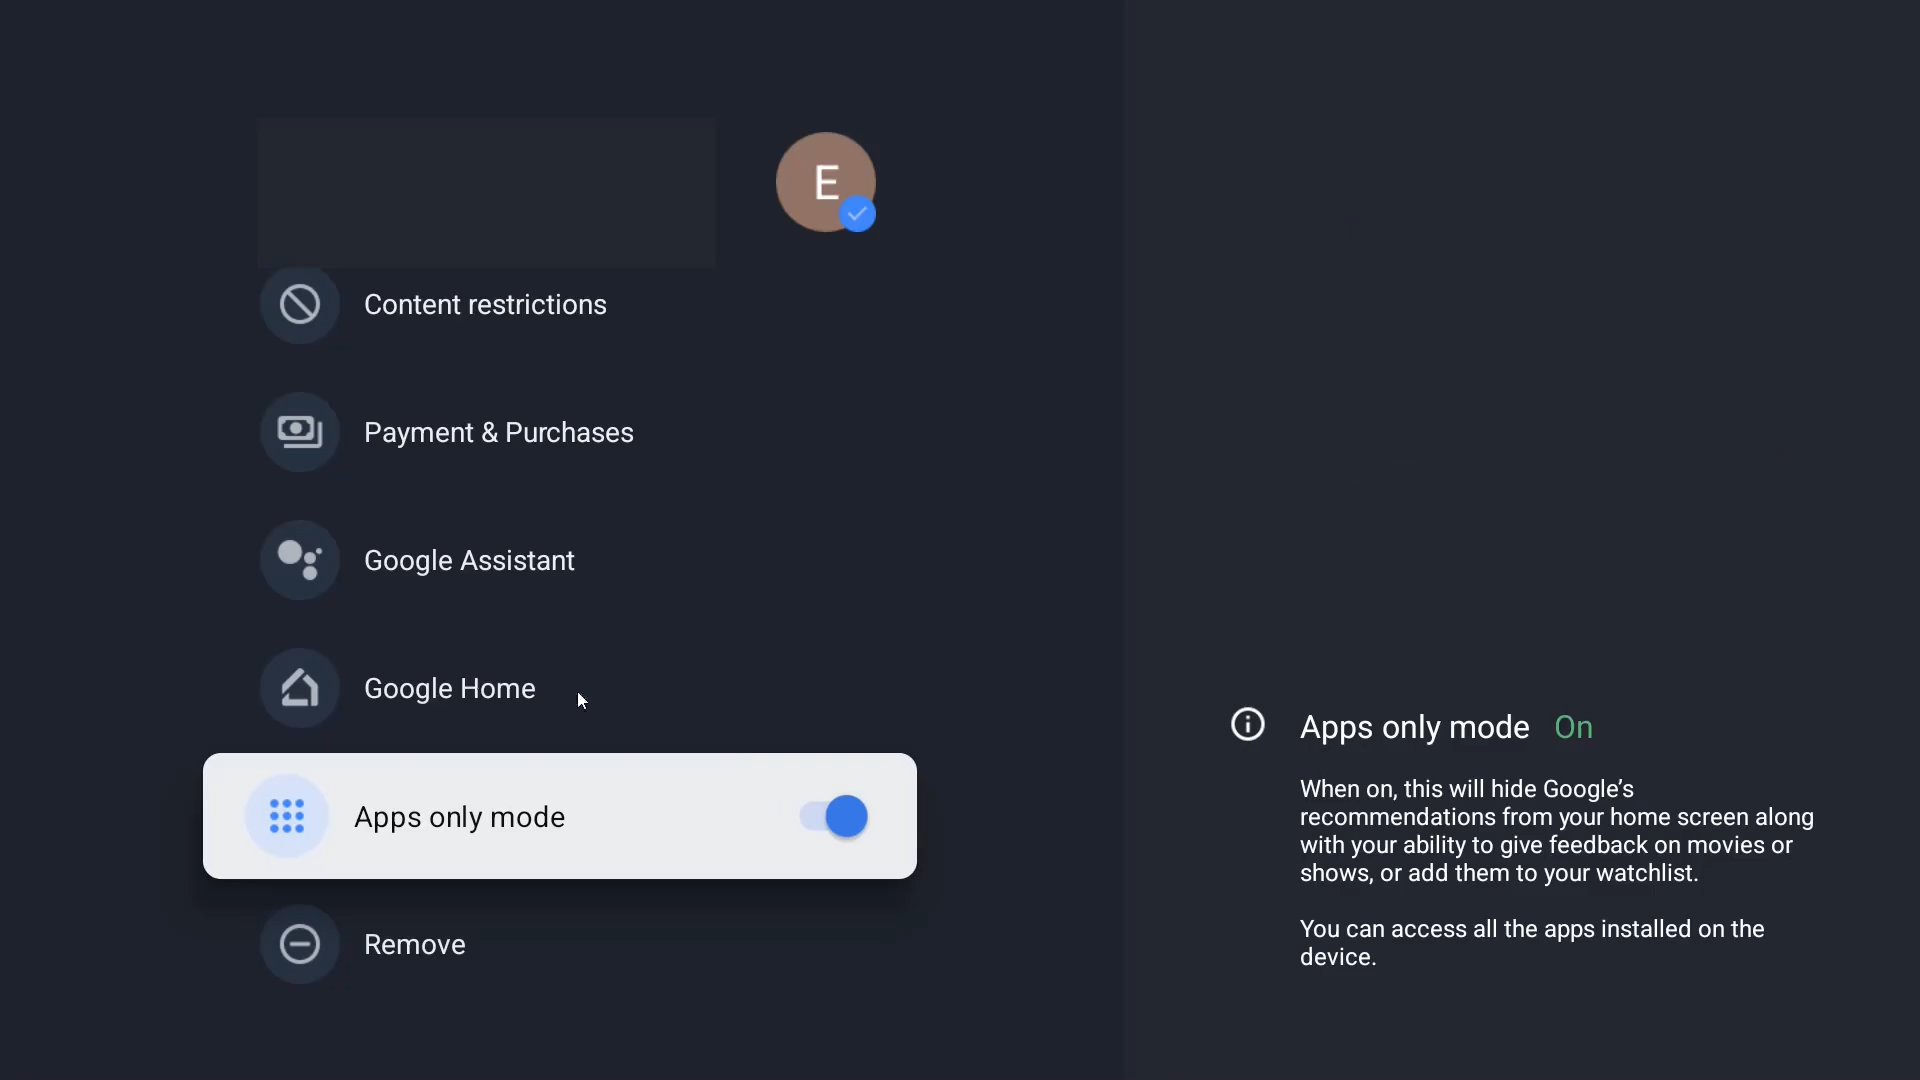 E
Content restrictions
Payment & Purchases
Google Assistant
Google Home
Apps only mode
Remove
Apps only mode On
When on, this will hide Google’s
recommendations from your home screen along
with your ability to give feedback on movies or
shows, or add them to your watchlist.
You can access all the apps installed on the
device.